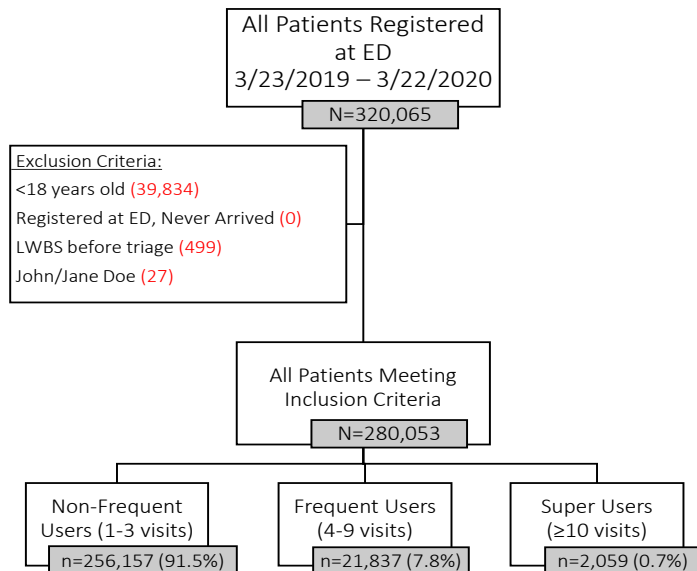 All Patients Registered
at ED
3/23/2019 – 3/22/2020
N=320,065
Exclusion Criteria:
<18 years old (39,834)
Registered at ED, Never Arrived (0)
LWBS before triage (499)
John/Jane Doe (27)
All Patients Meeting
Inclusion Criteria
N=280,053
Non-Frequent
Users (1-3 visits)
n=256,157 (91.5%)
Frequent Users
(4-9 visits)
n=21,837 (7.8%)
Super Users
(≥10 visits)
n=2,059 (0.7%)